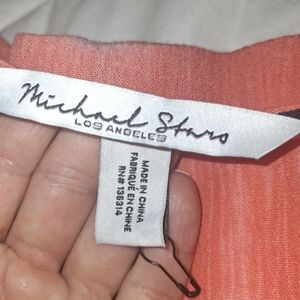 Michael Stars
LOS ANGELES
MADE IN CHINA
FABRIQUÉ EN CHINE
RN# 136314